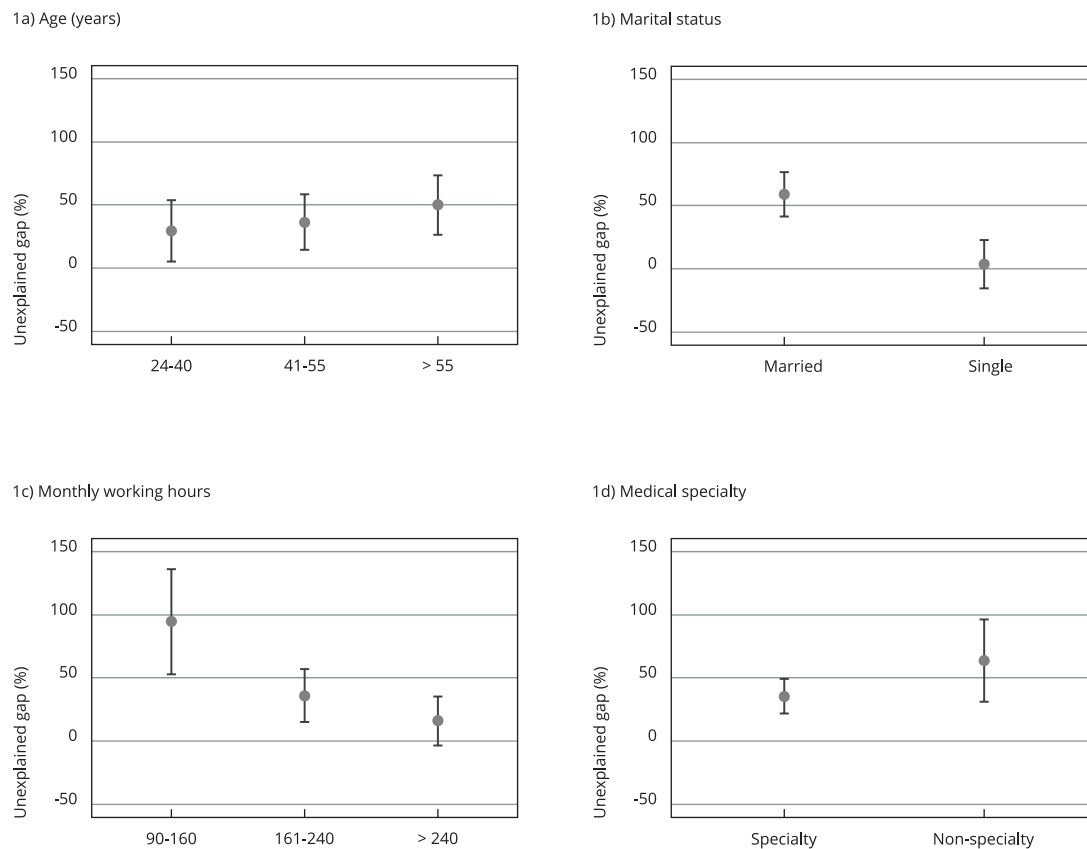 1a) Age (years)
150
100
50
0
-50
Unexplained gap (%)
24-40
41-55
> 55
1b) Marital status
150
100
50
0
-50
Unexplained gap (%)
Married
Single
1c) Monthly working hours
150
100
50
0
-50
Unexplained gap (%)
90-160
161-240
> 240
1d) Medical specialty
150
100
50
0
-50
Unexplained gap (%)
Specialty
Non-specialty